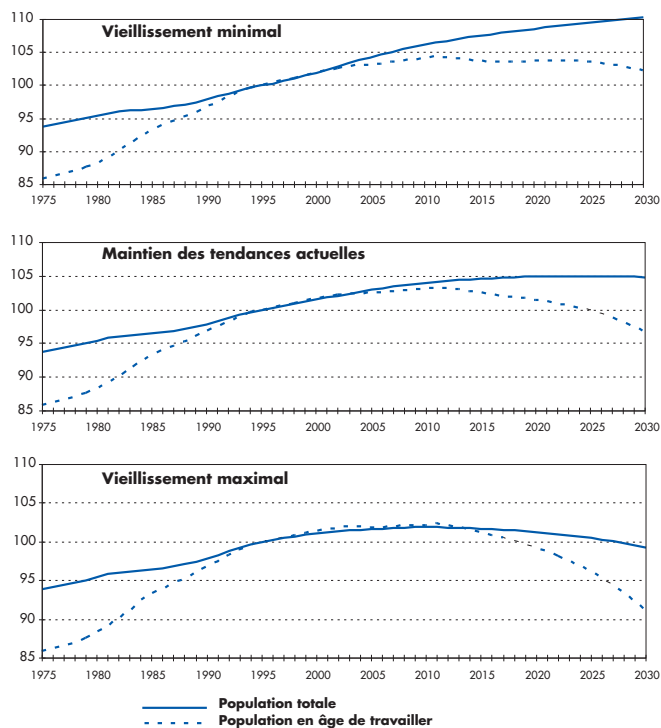 Vieillissement minimal
110
105
100
95
90
85
1975 1980 1985 1990 1995 2000 2005 2010 2015 2020 2025 2030
Maintien des tendances actuelles
110
105
100
95
90
85
1975 1980 1985 1990 1995 2000 2005 2010 2015 2020 2025 2030
Vieillissement maximal
110
105
100
95
90
85
1975 1980 1985 1990 1995 2000 2005 2010 2015 2020 2025 2030
Population totale
Population en âge de travailler